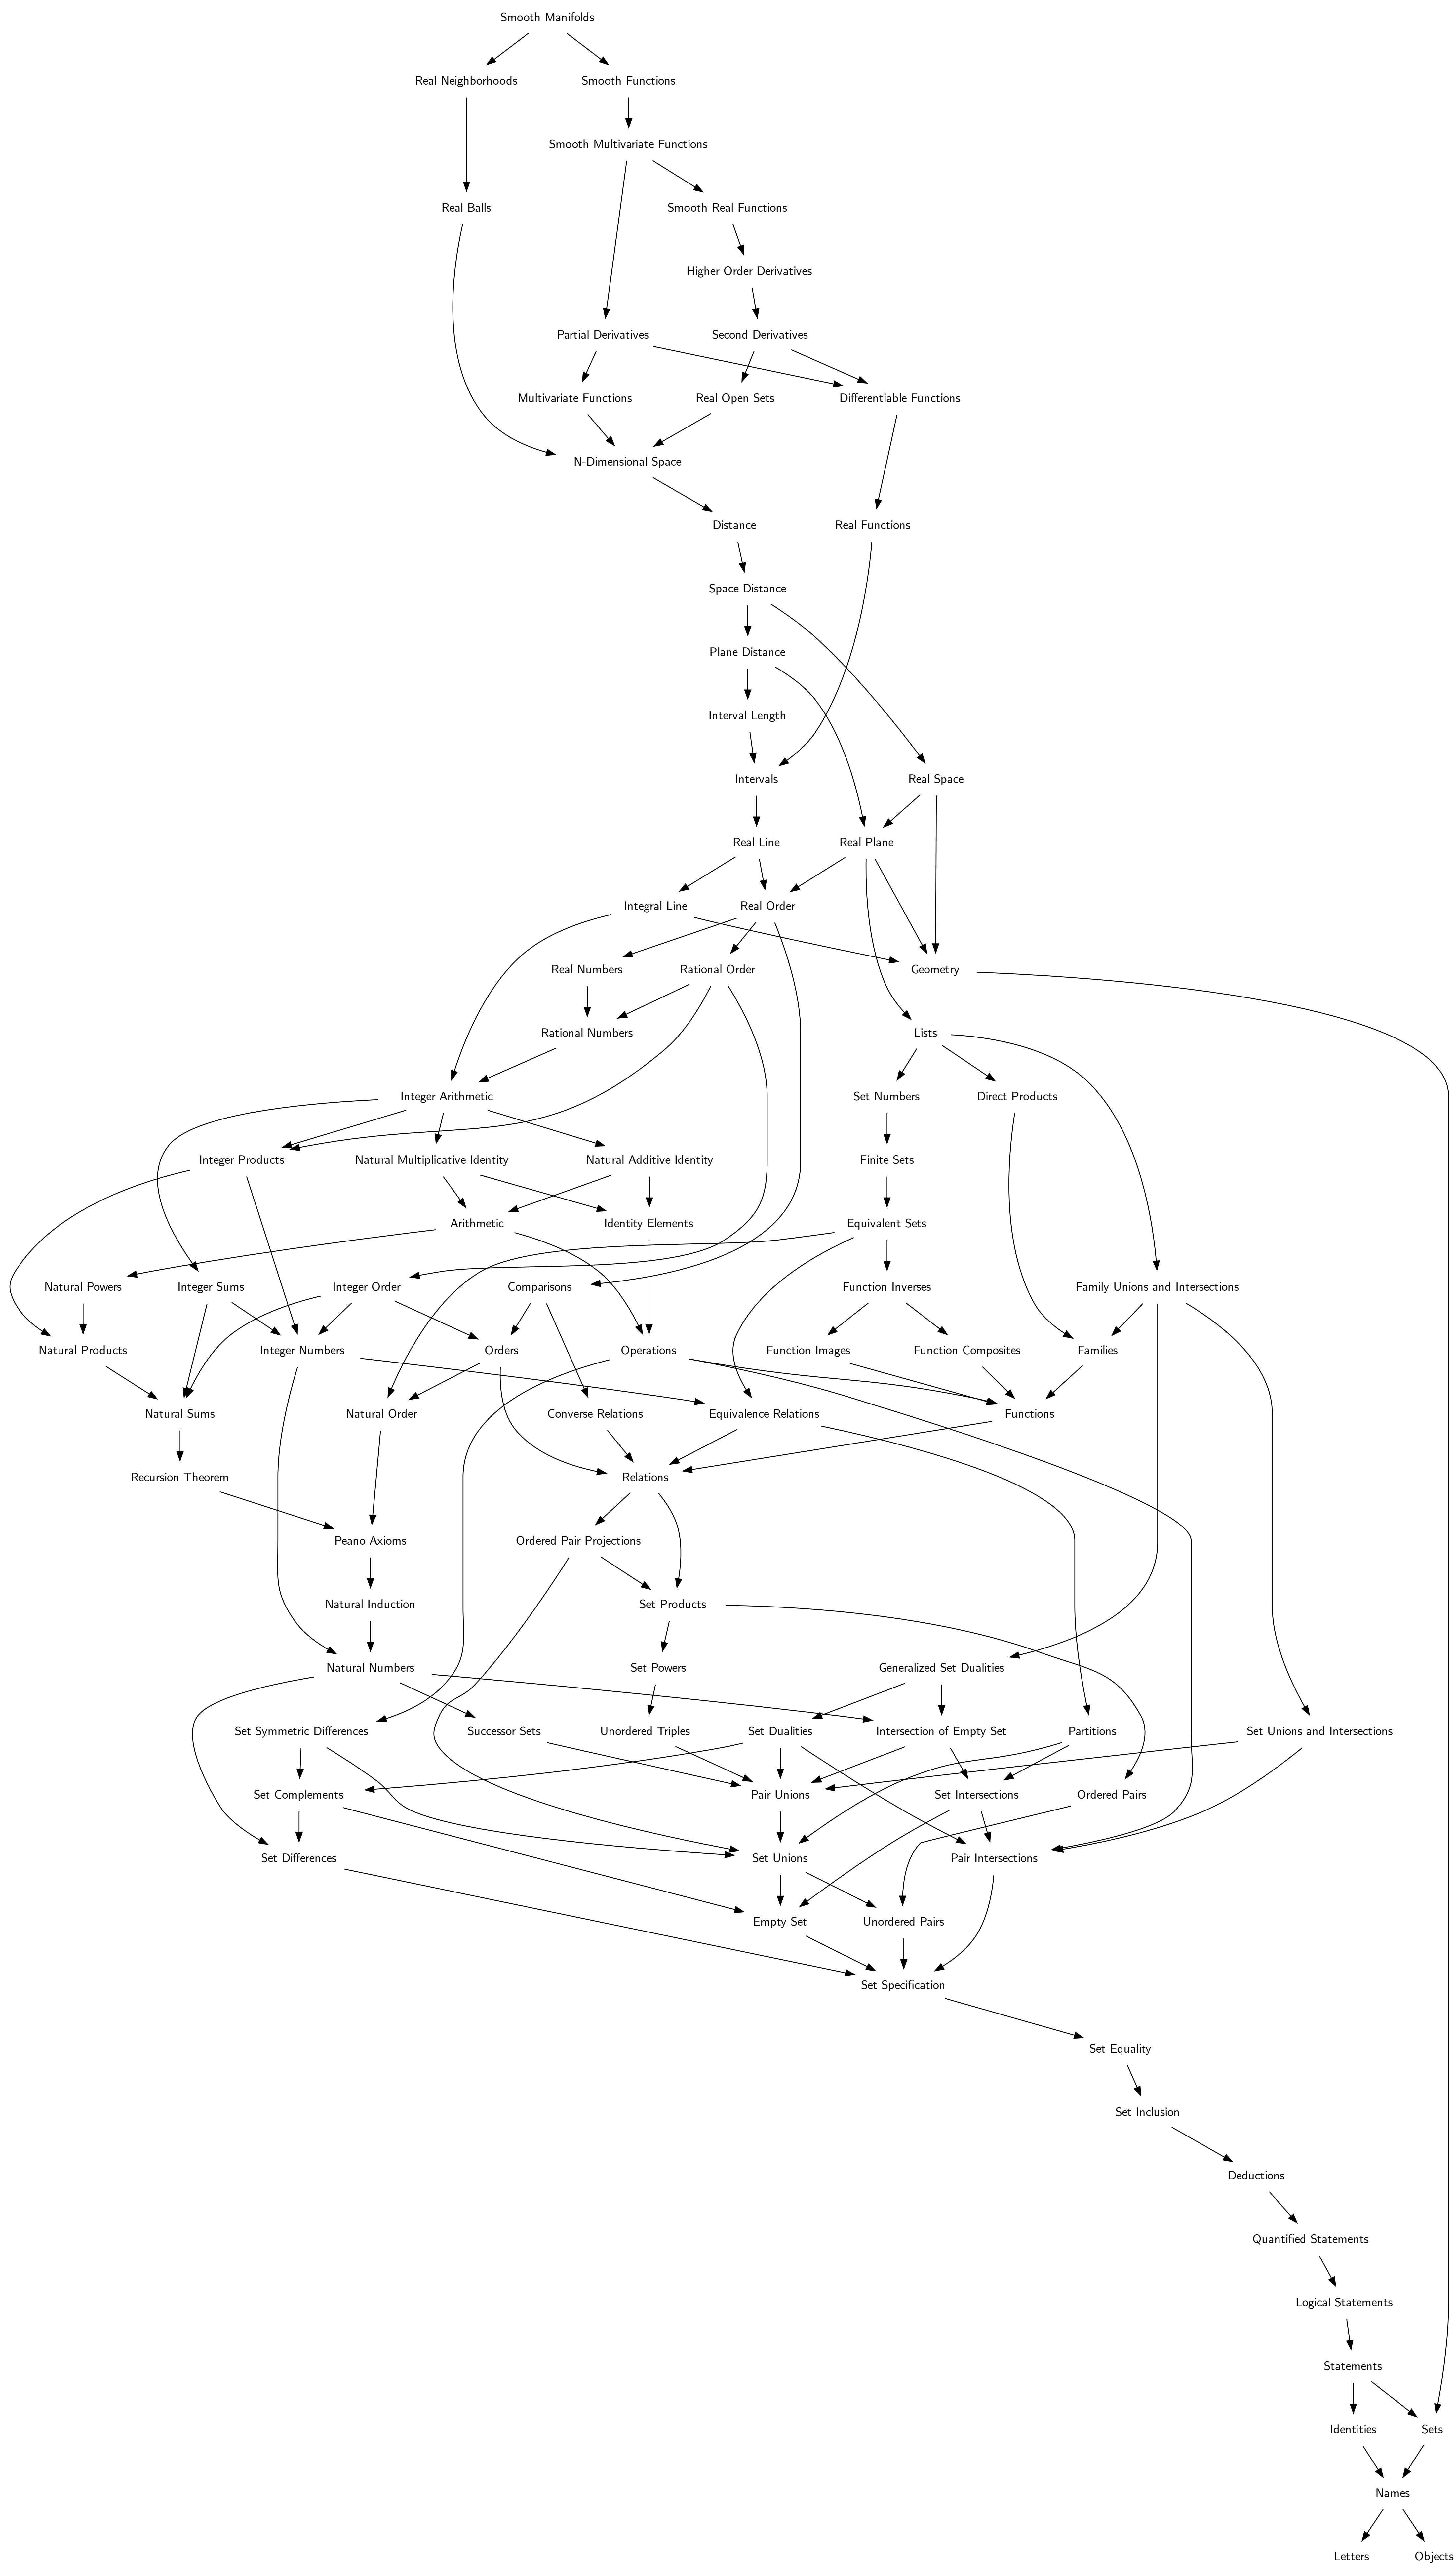 Smooth Manifolds
Real Neighborhoods
Smooth Functions
Smooth Multivariate Functions
Real Balls
Smooth Real Functions
Higher Order Derivatives
Partial Derivatives
Second Derivatives
Multivariate Functions
Real Open Sets
Differentiable Functions
N-Dimensional Space
Distance
Real Functions
Space Distance
Plane Distance
Interval Length
Intervals
Real Space
Real Line
Real Plane
Integral Line
Real Order
Real Numbers
Rational Order
Geometry
Rational Numbers
Lists
Integer Arithmetic
Set Numbers
Direct Products
Integer Products
Natural Multiplicative Identity
Natural Additive Identity
Finite Sets
Arithmetic
Identity Elements
Equivalent Sets
Natural Powers
Integer Sums
Integer Order
Comparisons
Function Inverses
Family Unions and Intersections
Natural Products
Integer Numbers
Orders
Operations
Function Images
Function Composites
Families
Natural Sums
Natural Order
Converse Relations
Equivalence Relations
Functions
Recursion Theorem
Relations
Peano Axioms
Ordered Pair Projections
Natural Induction
Set Products
Natural Numbers
Set Powers
Generalized Set Dualities
Set Symmetric Differences
Successor Sets
Unordered Triples
Set Dualities
Intersection of Empty Set
Partitions
Set Unions and Intersections
Set Complements
Pair Unions
Set Intersections
Ordered Pairs
Set Differences
Set Unions
Pair Intersections
Empty Set
Unordered Pairs
Set Specification
Set Equality
Set Inclusion
Deductions
Quantified Statements
Logical Statements
Statements
Identities
Sets
Names
Letters
Objects